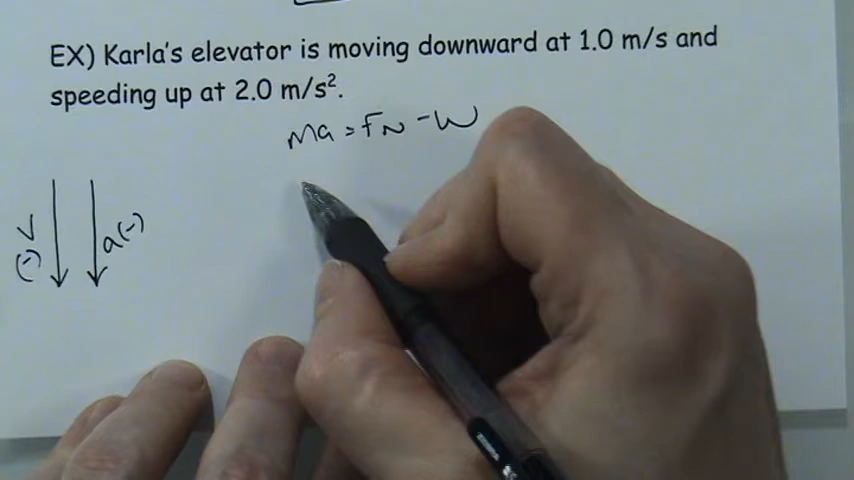 EX) Karla's elevator is moving downward at 1.0 m/s and
speeding up at 2.0 m/s².
ma = FN - W
(-) V
a (-)